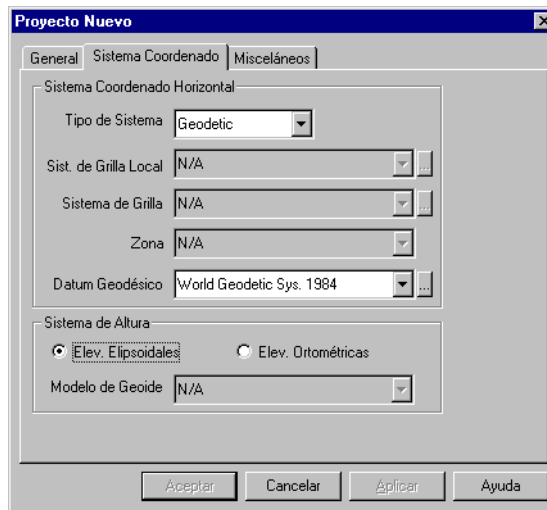 Proyecto Nuevo
General Sistema Coordenado Misceláneos
Sistema Coordenado Horizontal
Tipo de Sistema Geodetic
Sist. de Grilla Local N/A ...
Sistema de Grilla N/A ...
Zona N/A
Datum Geodésico World Geodetic Sys. 1984 ...
Sistema de Altura
Elev. Elipsoidales Elev. Ortométricas
Modelo de Geoide N/A
Aceptar Cancelar Aplicar Ayuda